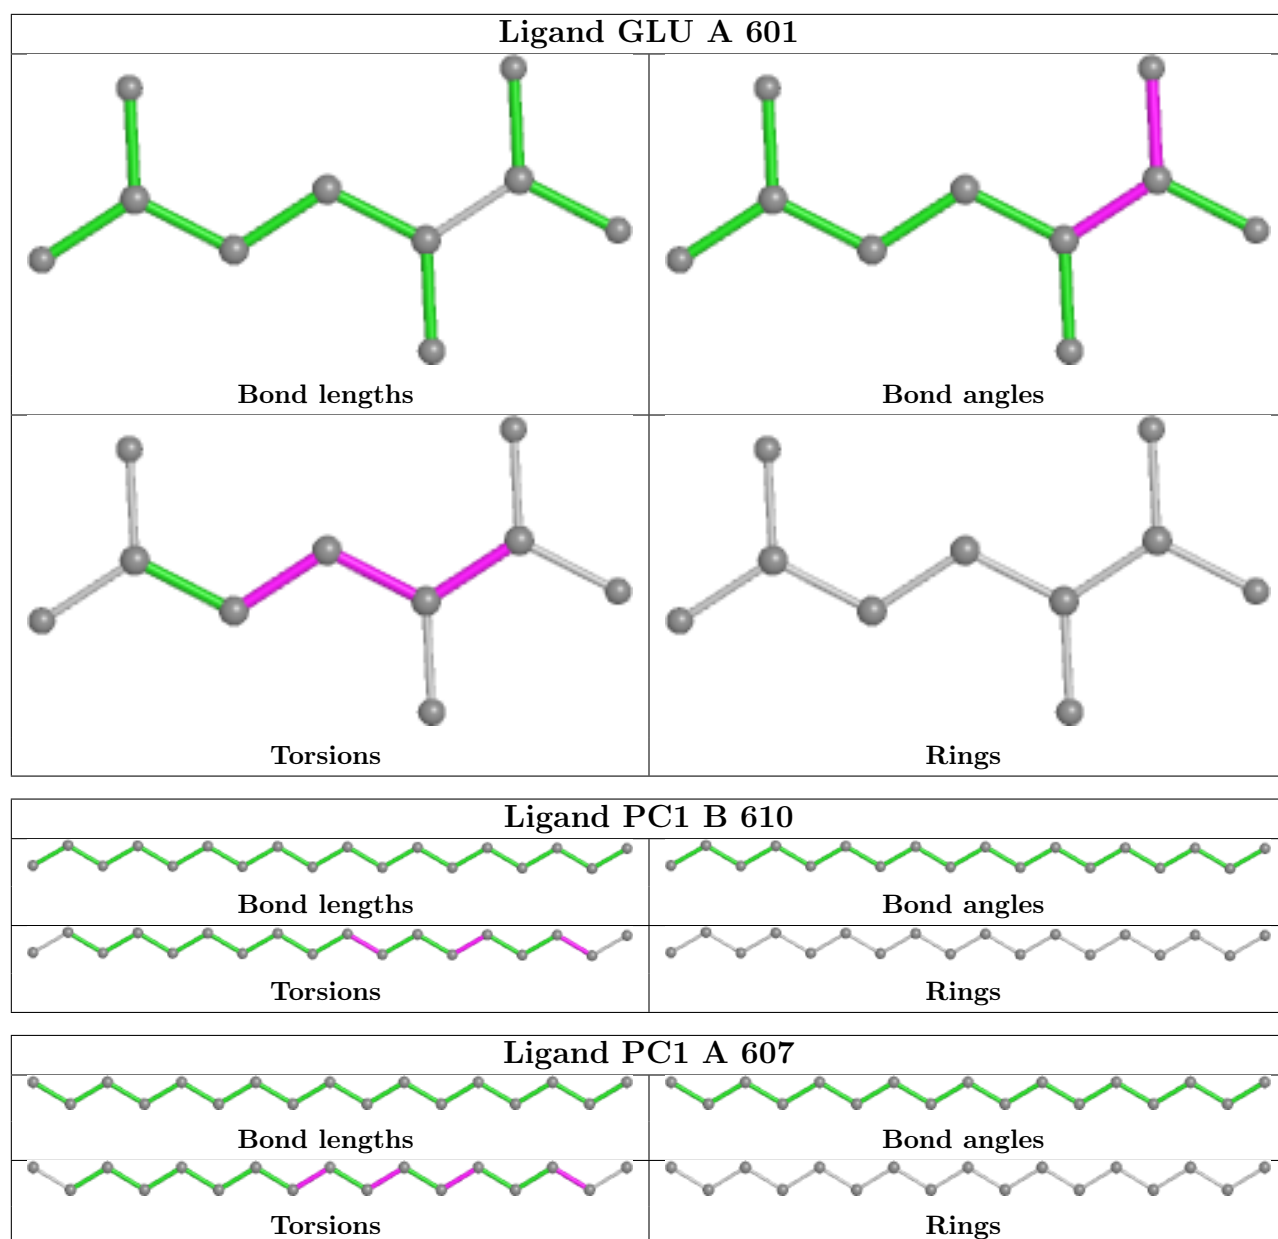 Ligand GLU A 601
Bond lengths
Bond angles
Torsions
Rings
Ligand PC1 B 610
Bond lengths
Bond angles
Torsions
Rings
Ligand PC1 A 607
Bond lengths
Bond angles
Torsions
Rings